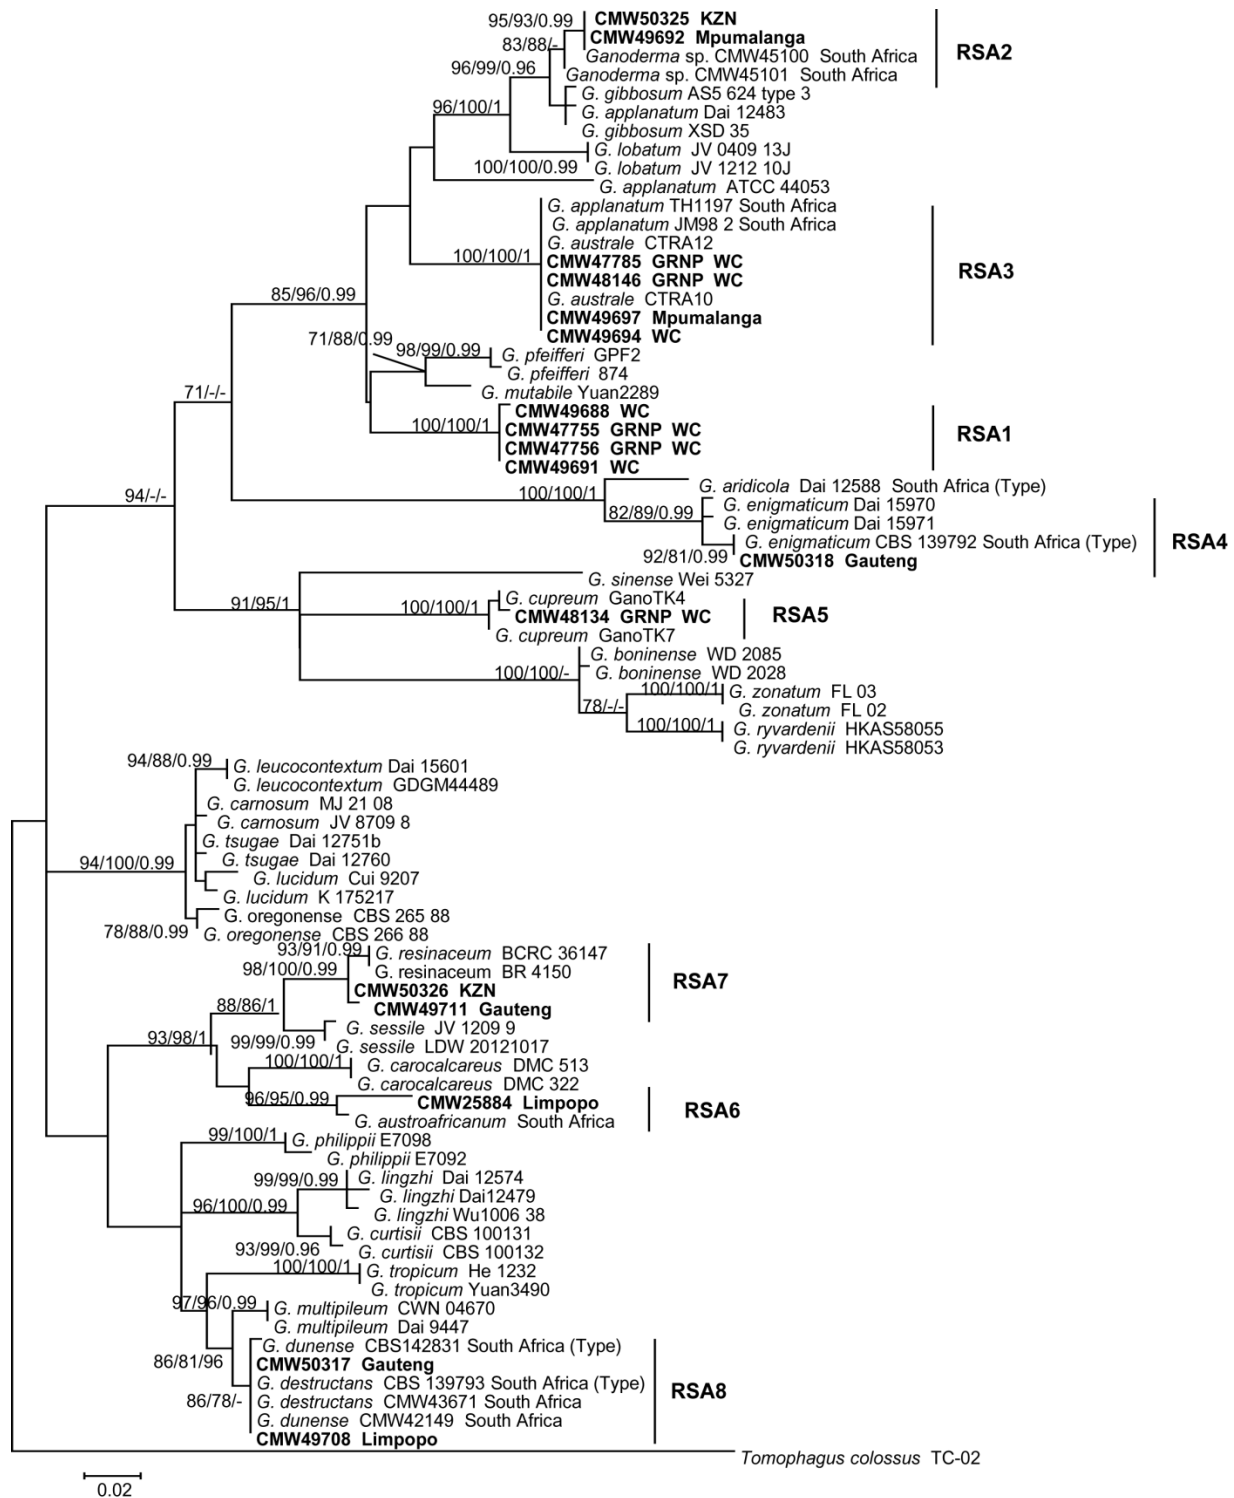 95/93/0.99
CMW50325 KZN
CMW49692 Mpumalanga
83/88/-
Ganoderma sp. CMW45100 South Africa
RSA2
96/99/0.96
Ganoderma sp. CMW45101 South Africa
G. gibbosum AS5 624 type 3
96/100/1
G. applanatum Dai 12483
G. gibbosum XSD 35
G. lobatum JV 0409 13J
100/100/0.99
G. lobatum JV 1212 10J
G. applanatum ATCC 44053
G. applanatum TH1197 South Africa
G. applanatum JM98 2 South Africa
G. australe CTRA12
100/100/1
CMW47785 GRNP WC
RSA3
CMW48146 GRNP WC
85/96/0.99
G. australe CTRA10
CMW49697 Mpumalanga
71/88/0.99
CMW49694 WC
98/99/0.99
G. pfeifferi GPF2
G. pfeifferi 874
71/-/-
G. mutabile Yuan2289
CMW49688 WC
100/100/1
CMW47755 GRNP WC
RSA1
CMW47756 GRNP WC
CMW49691 WC
94/-/-
100/100/1
G. aridicola Dai 12588 South Africa (Type)
G. enigmaticum Dai 15970
82/89/0.99
G. enigmaticum Dai 15971
G. enigmaticum CBS 139792 South Africa (Type)
RSA4
92/81/0.99
CMW50318 Gauteng
G. sinense Wei 5327
91/95/1
100/100/1
G. cupreum GanoTK4
CMW48134 GRNP WC
RSA5
G. cupreum GanoTK7
G. boninense WD 2085
100/100/-
G. boninense WD 2028
100/100/1
G. zonatum FL 03
78/-/-
G. zonatum FL 02
100/100/1
G. ryvardenii HKAS58055
G. ryvardenii HKAS58053
94/88/0.99
G. leucocontextum Dai 15601
G. leucocontextum GDGM44489
G. carnosum MJ 21 08
G. carnosum JV 8709 8
G. tsugae Dai 12751b
94/100/0.99
G. tsugae Dai 12760
G. lucidum Cui 9207
G. lucidum K 175217
G. oregonense CBS 265 88
78/88/0.99
G. oregonense CBS 266 88
93/91/0.99
G. resinaceum BCRC 36147
98/100/0.99
G. resinaceum BR 4150
RSA7
CMW50326 KZN
88/86/1
CMW49711 Gauteng
G. sessile JV 1209 9
93/98/1
99/99/0.99
G. sessile LDW 20121017
100/100/1
G. carocalcareus DMC 513
G. carocalcareus DMC 322
96/95/0.99
CMW25884 Limpopo
RSA6
G. austroafricanum South Africa
99/100/1
G. philippii E7098
G. philippii E7092
99/99/0.99
G. lingzhi Dai 12574
G. lingzhi Dai12479
96/100/0.99
G. lingzhi Wu1006 38
G. curtisii CBS 100131
93/99/0.96
G. curtisii CBS 100132
100/100/1
G. tropicum He 1232
G. tropicum Yuan3490
97/96/0.99
G. multipileum CWN 04670
G. multipileum Dai 9447
G. dunense CBS142831 South Africa (Type)
86/81/96
CMW50317 Gauteng
G. destructans CBS 139793 South Africa (Type)
RSA8
86/78/-
G. destructans CMW43671 South Africa
G. dunense CMW42149 South Africa
CMW49708 Limpopo
Tomophagus colossus TC-02
0.02